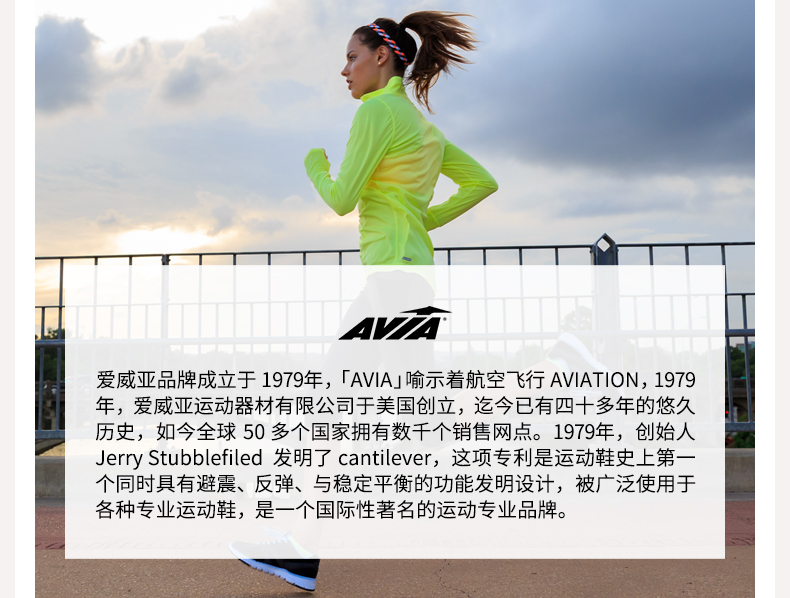 AVIA
爱威亚品牌成立于 1979年，「AVIA」喻示着航空飞行 AVIATION，1979
年，爱威亚运动器材有限公司于美国创立，迄今已有四十多年的悠久
历史，如今全球 50 多个国家拥有数千个销售网点。1979年，创始人
Jerry Stubblefiled 发明了 cantilever，这项专利是运动鞋史上第一
个同时具有避震、反弹、与稳定平衡的功能发明设计，被广泛使用于
各种专业运动鞋，是一个国际性著名的运动专业品牌。